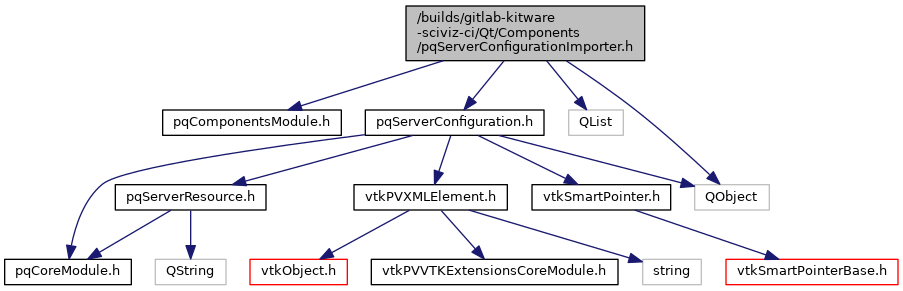 /builds/gitlab-kitware
-sciviz-ci/Qt/Components
/pqServerConfigurationImporter.h
pqComponentsModule.h
pqServerConfiguration.h
QList
pqServerResource.h
vtkPVXMLElement.h
vtkSmartPointer.h
QObject
pqCoreModule.h
QString
vtkObject.h
vtkPVVTKExtensionsCoreModule.h
string
vtkSmartPointerBase.h